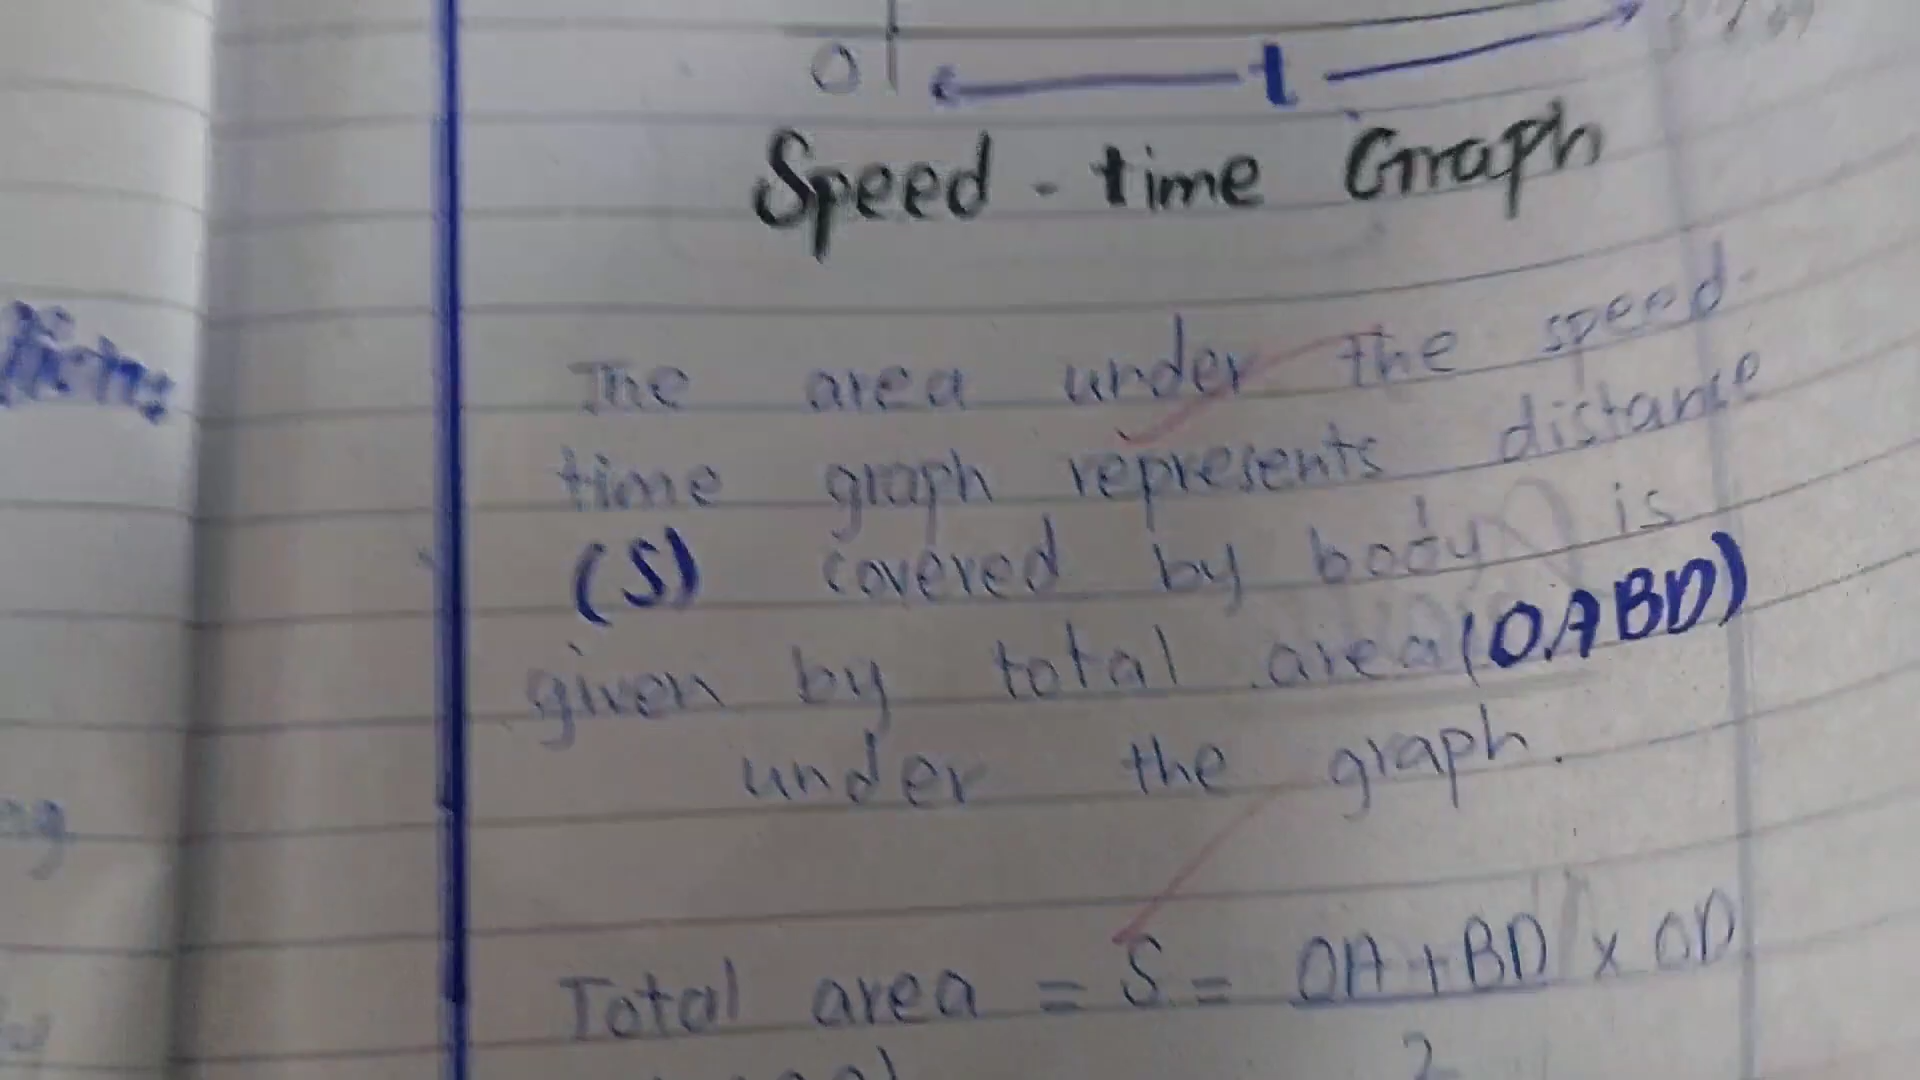 O t
Speed - time Graph
The area under the speed-
time graph represents distance
(S) covered by body is
given by total area (OABD)
under the graph.
Total area = S = OA + BD x OD
2